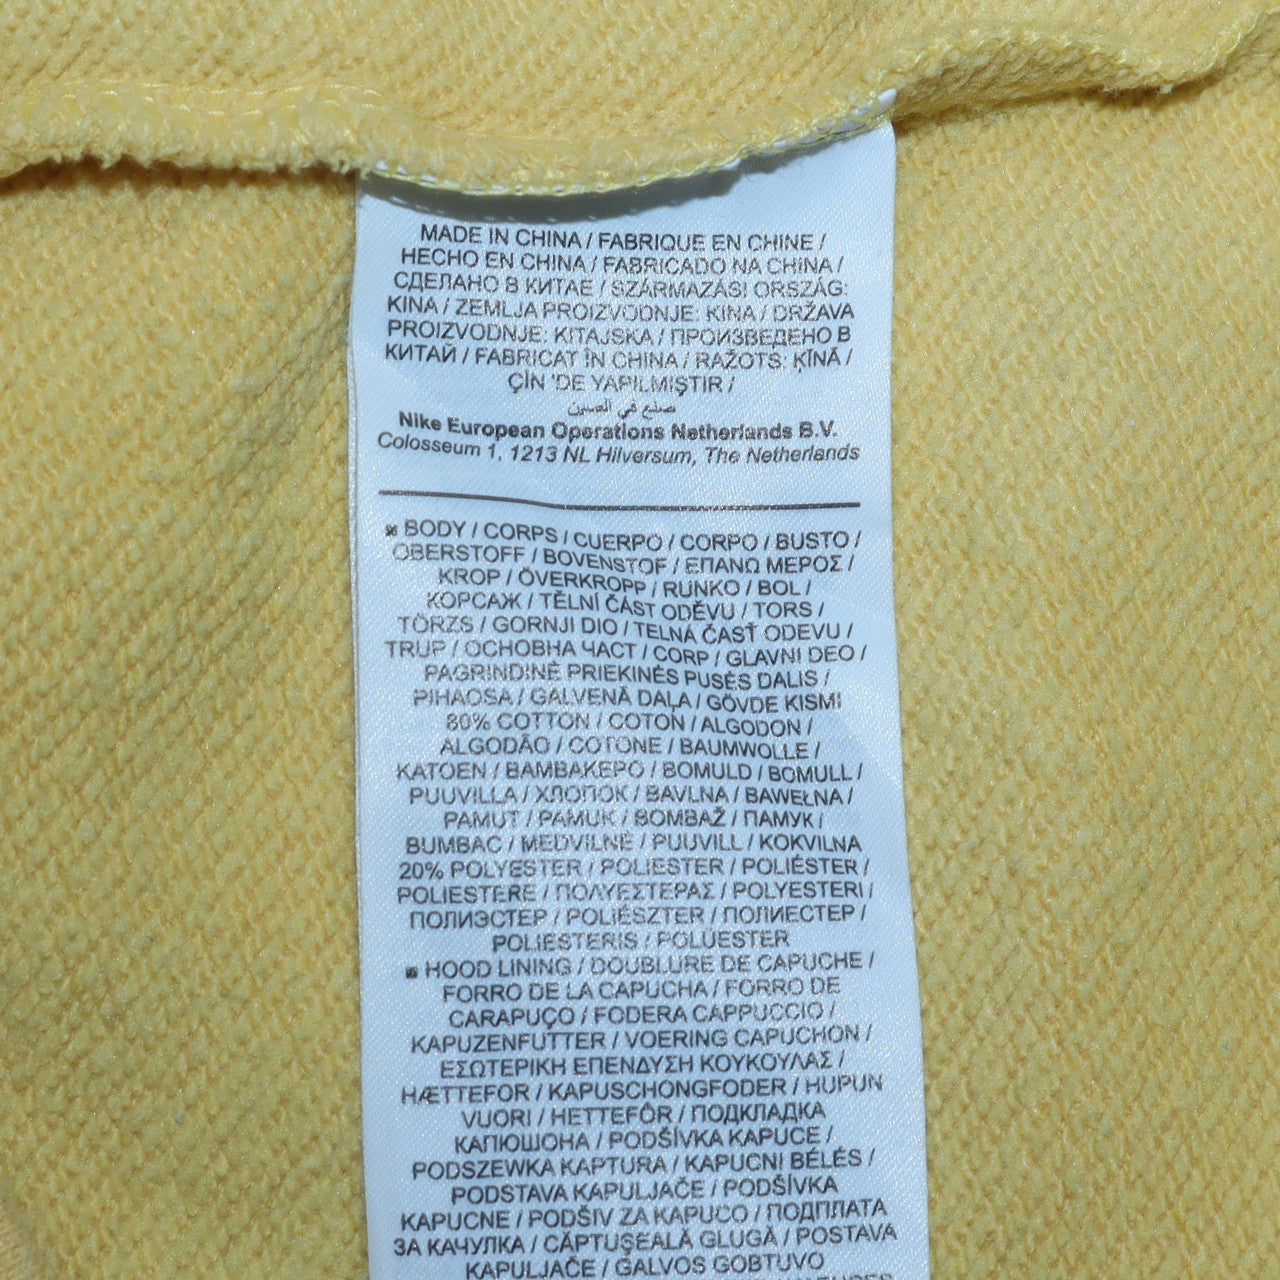 MADE IN CHINA / FABRIQUE EN CHINE /
HECHO EN CHINA / FABRICADO NA CHINA /
СДЕЛАНО В КИТАЕ / SZÁRMAZÁSI ORSZÁG:
KINA / ZEMLJA PROIZVODNJE: KINA / DRŽAVA
PROIZVODNJE: KITAJSKA / ПРОИЗВЕДЕНО В
КИТАЙ / FABRICAT ÎN CHINA / RAŽOTS: ĶĪNĀ /
ÇİN 'DE YAPILMIŞTIR /
صنع في الصين
Nike European Operations Netherlands B.V.
Colosseum 1, 1213 NL Hilversum, The Netherlands
BODY / CORPS / CUERPO / CORPO / BUSTO /
OBERSTOFF / BOVENSTOF / ΕΠΑΝΩ ΜΕΡΟΣ /
KROP / ÖVERKROPP / RUNKO / BOL /
КОРСАЖ / TĚLNÍ ČÁST ODĚVU / TORS /
TÖRZS / GORNJI DIO / TELNÁ ČASŤ ODEVU /
TRUP / ОСНОВНА ЧАСТ / CORP / GLAVNI DEO /
PAGRINDINĖ PRIEKINĖS PUSĖS DALIS /
PIHAOSA / GALVENĀ DAĻA / GÖVDE KISMI
80% COTTON / COTON / ALGODON /
ALGODÃO / COTONE / BAUMWOLLE /
KATOEN / ΒΑΜΒΑΚΕΡΟ / BOMULD / BOMULL /
PUUVILLA / ХЛОПОК / BAVLNA / BAWEŁNA /
PAMUT / PAMUK / BOMBAŽ / ПАМУК /
BUMBAC / MEDVILNĖ / PUUVILL / KOKVILNA
20% POLYESTER / POLIESTER / POLIÉSTER /
POLIESTERE / ΠΟΛΥΕΣΤΕΡΑΣ / POLYESTERI /
ПОЛИЭСТЕР / POLIÉSZTER / ПОЛИЕСТЕР /
POLIESTERIS / POLÜESTER
HOOD LINING / DOUBLURE DE CAPUCHE /
FORRO DE LA CAPUCHA / FORRO DE
CARAPUÇO / FODERA CAPPUCCIO /
KAPUZENFUTTER / VOERING CAPUCHON /
ΕΣΩΤΕΡΙΚΗ ΕΠΕΝΔΥΣΗ ΚΟΥΚΟΥΛΑΣ /
HÆTTEFOR / KAPUSCHONGFODER / HUPUN
VUORI / HETTEFÔR / ПОДКЛАДКА
КАПЮШОНА / PODŠÍVKA KAPUCE /
PODSZEWKA KAPTURA / KAPUCNI BÉLÉS /
PODSTAVA KAPULJAČE / PODŠÍVKA
KAPUCNE / PODŠIV ZA KAPUCO / ПОДПЛАТА
ЗА КАЧУЛКА / CĂPTUŞEALĂ GLUGĂ / POSTAVA
KAPULJAČE / GALVOS GOBTUVO